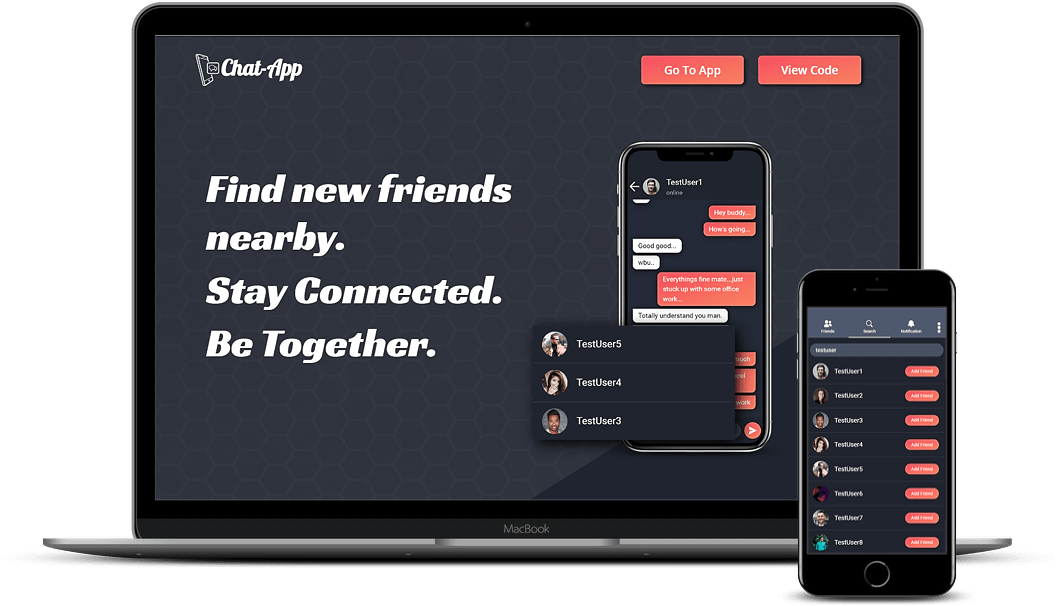 Chat-App
Go To App
View Code
Find new friends
nearby.
Stay Connected.
Be Together.
TestUser1
online
Hey buddy...
How's going...
Good good...
wbu..
Everythings fine mate...just
stuck up with some office
work...
Totally understand you man.
work
TestUser5
TestUser4
TestUser3
MacBook
Friends
Search
Notification
testuser
TestUser1 Add Friend
TestUser2 Add Friend
TestUser3 Add Friend
TestUser4 Add Friend
TestUser5 Add Friend
TestUser6 Add Friend
TestUser7 Add Friend
TestUser8 Add Friend